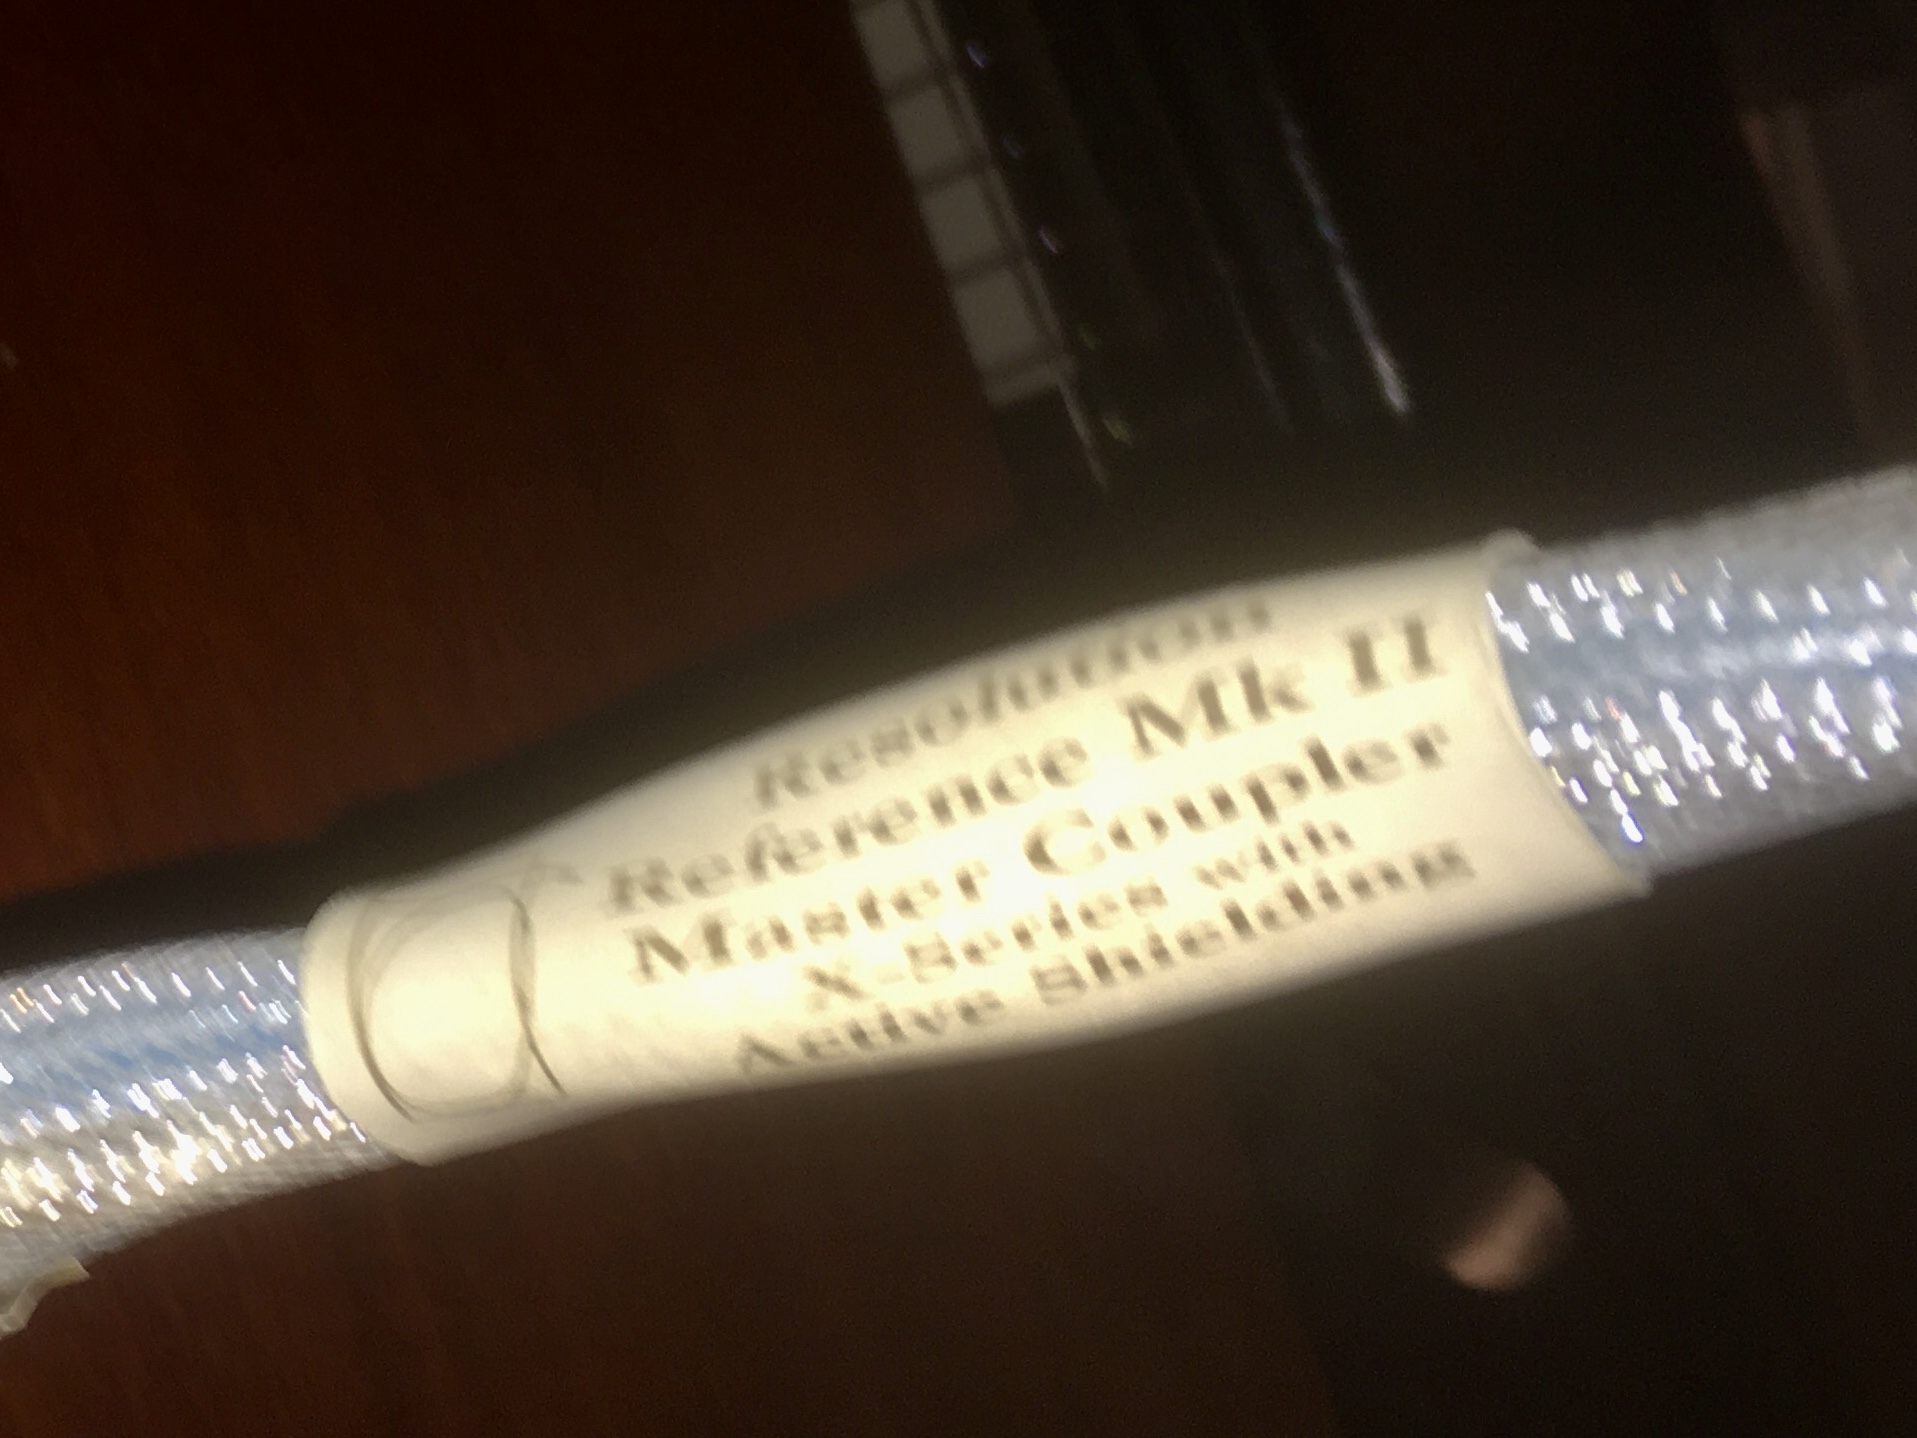 Resolution
Reference Mk II
Master Coupler
X-Series with
Active Shielding